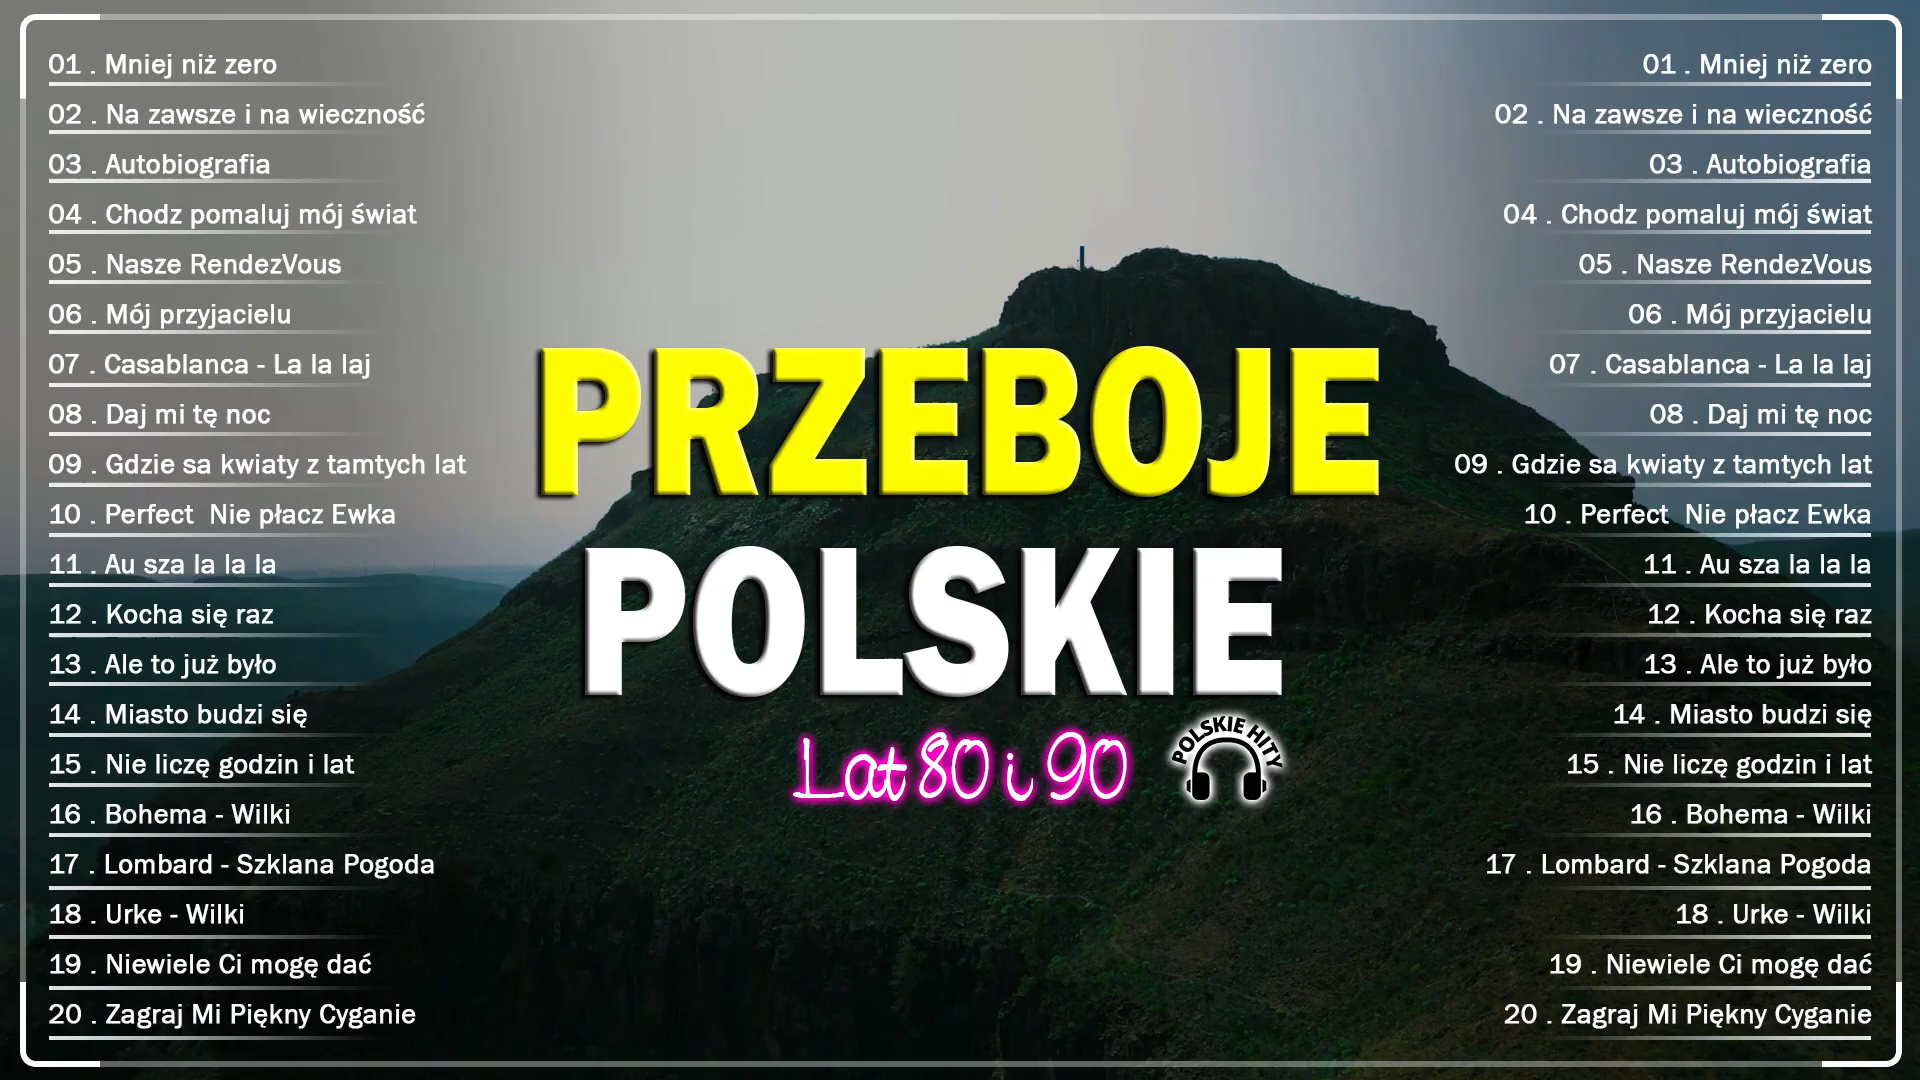 01 . Mniej niż zero
02 . Na zawsze i na wieczność
03 . Autobiografia
04 . Chodz pomaluj mój świat
05 . Nasze RendezVous
06 . Mój przyjacielu
07 . Casablanca - La la laj
08 . Daj mi tę noc
09 . Gdzie sa kwiaty z tamtych lat
10 . Perfect  Nie płacz Ewka
11 . Au sza la la la
12 . Kocha się raz
13 . Ale to już było
14 . Miasto budzi się
15 . Nie liczę godzin i lat
16 . Bohema - Wilki
17 . Lombard - Szklana Pogoda
18 . Urke - Wilki
19 . Niewiele Ci mogę dać
20 . Zagraj Mi Piękny Cyganie
PRZEBOJE
POLSKIE
Lat 80 i 90
POLSKIE HITY
01 . Mniej niż zero
02 . Na zawsze i na wieczność
03 . Autobiografia
04 . Chodz pomaluj mój świat
05 . Nasze RendezVous
06 . Mój przyjacielu
07 . Casablanca - La la laj
08 . Daj mi tę noc
09 . Gdzie sa kwiaty z tamtych lat
10 . Perfect  Nie płacz Ewka
11 . Au sza la la la
12 . Kocha się raz
13 . Ale to już było
14 . Miasto budzi się
15 . Nie liczę godzin i lat
16 . Bohema - Wilki
17 . Lombard - Szklana Pogoda
18 . Urke - Wilki
19 . Niewiele Ci mogę dać
20 . Zagraj Mi Piękny Cyganie